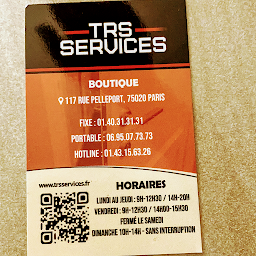 TRS
SERVICES
BOUTIQUE
117 RUE PELLEPORT, 75020 PARIS
FIXE : 01.40.31.31.31
PORTABLE : 06.95.07.73.73
HOTLINE : 01.43.15.63.26
www.trsservices.fr
HORAIRES
LUNDI AU JEUDI : 9H-12H30 / 14H-20H
VENDREDI : 9H-12H30 / 14H00-15H30
FERMÉ LE SAMEDI
DIMANCHE 10H-14H - SANS INTERRUPTION